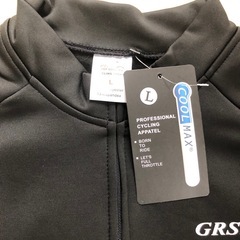 L
PROFESSIONAL
CYCLING
APPATEL
BORN
TO
RIDE
LET'S
FULL
THROTTLE
COOLMAX®
GRS